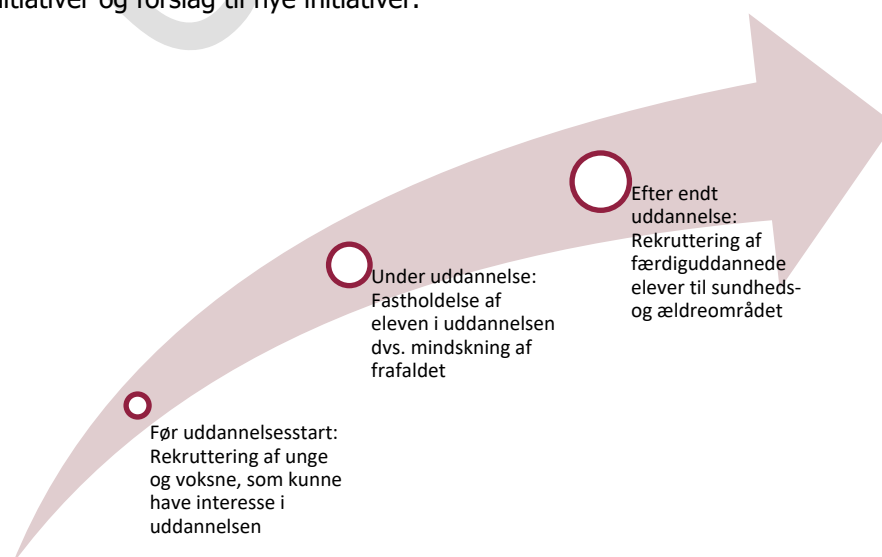 og forslag til nye initiativer.
Efter endt
uddannelse:
Rekruttering af
færdiguddannede
elever til sundheds-
og ældreområdet
Under uddannelse:
Fastholdelse af
eleven i uddannelsen
dvs. mindskning af
frafaldet
Før uddannelsesstart:
Rekruttering af unge
og voksne, som kunne
have interesse i
uddannelsen